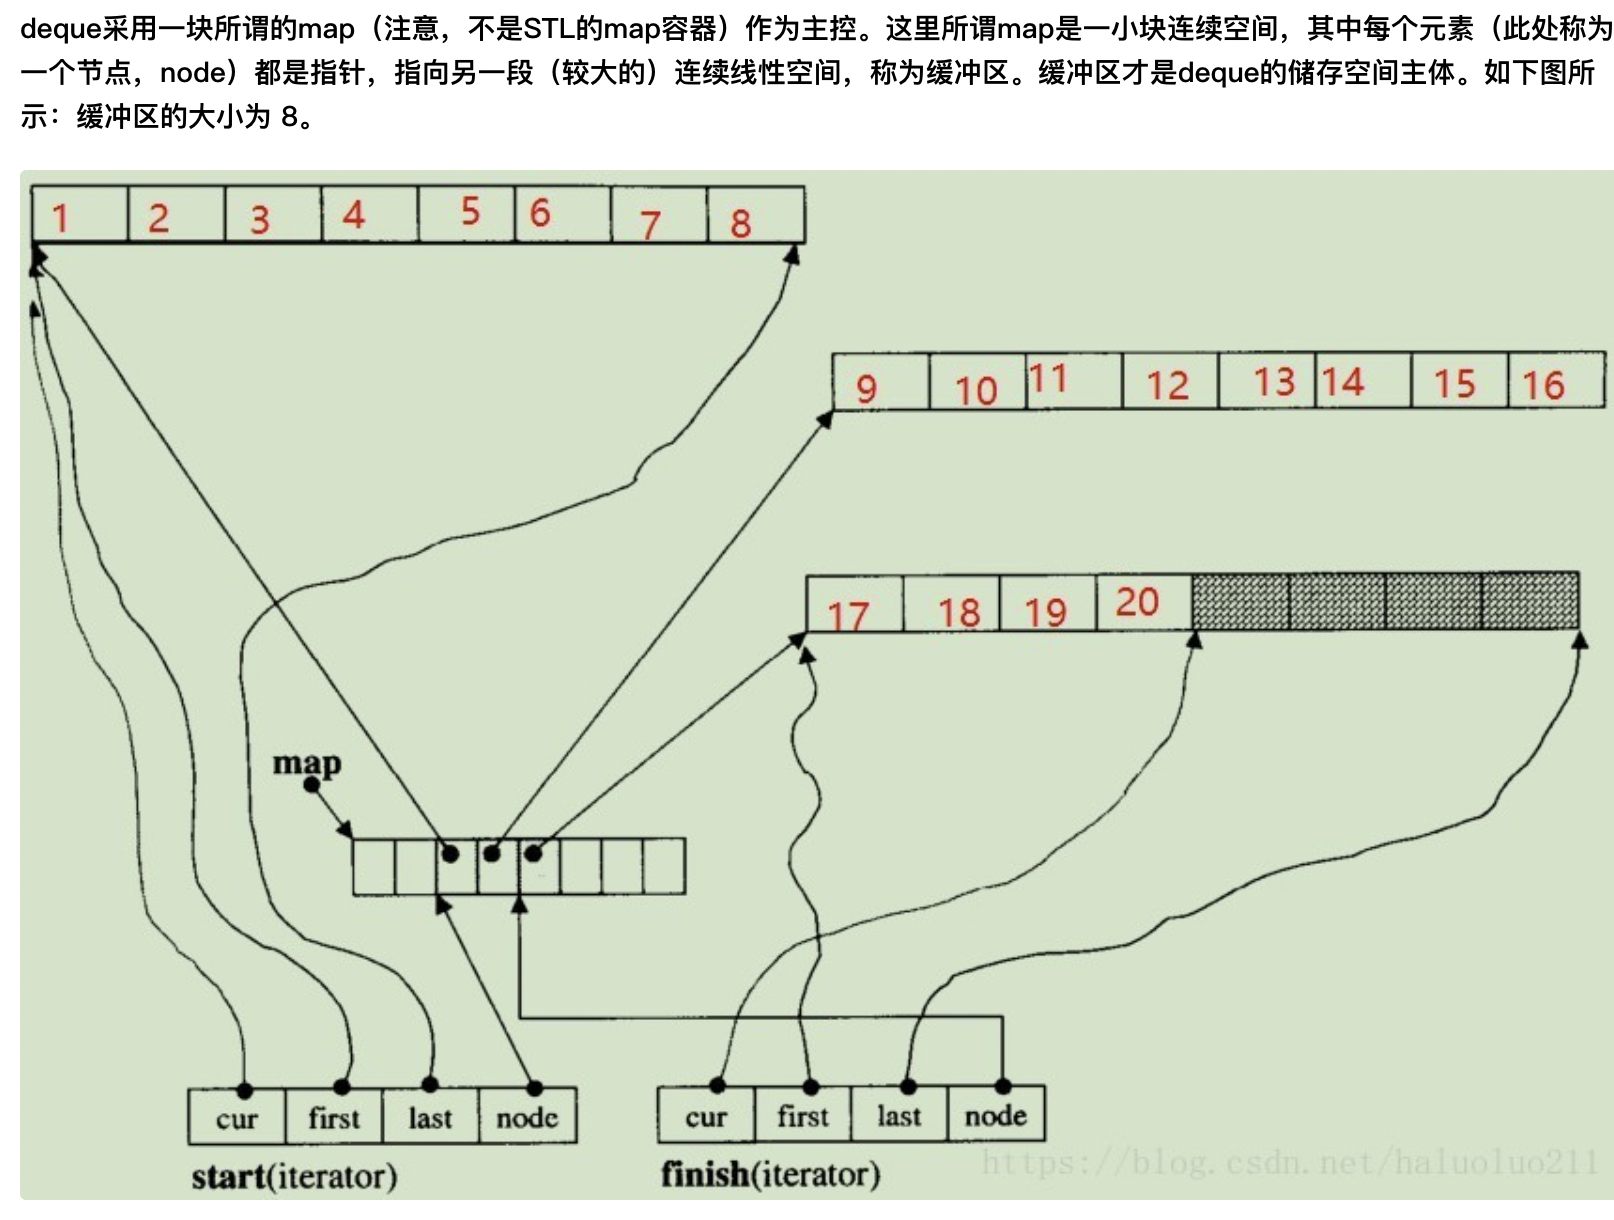 deque采用一块所谓的map（注意，不是STL的map容器）作为主控。这里所谓map是一小块连续空间，其中每个元素（此处称为
一个节点，node）都是指针，指向另一段（较大的）连续线性空间，称为缓冲区。缓冲区才是deque的储存空间主体。如下图所
示：缓冲区的大小为 8。
1 2 3 4 5 6 7 8
9 10 11 12 13 14 15 16
17 18 19 20
map
cur first last node
cur first last node
start(iterator)
finish(iterator)
https://blog.csdn.net/haluoluo211